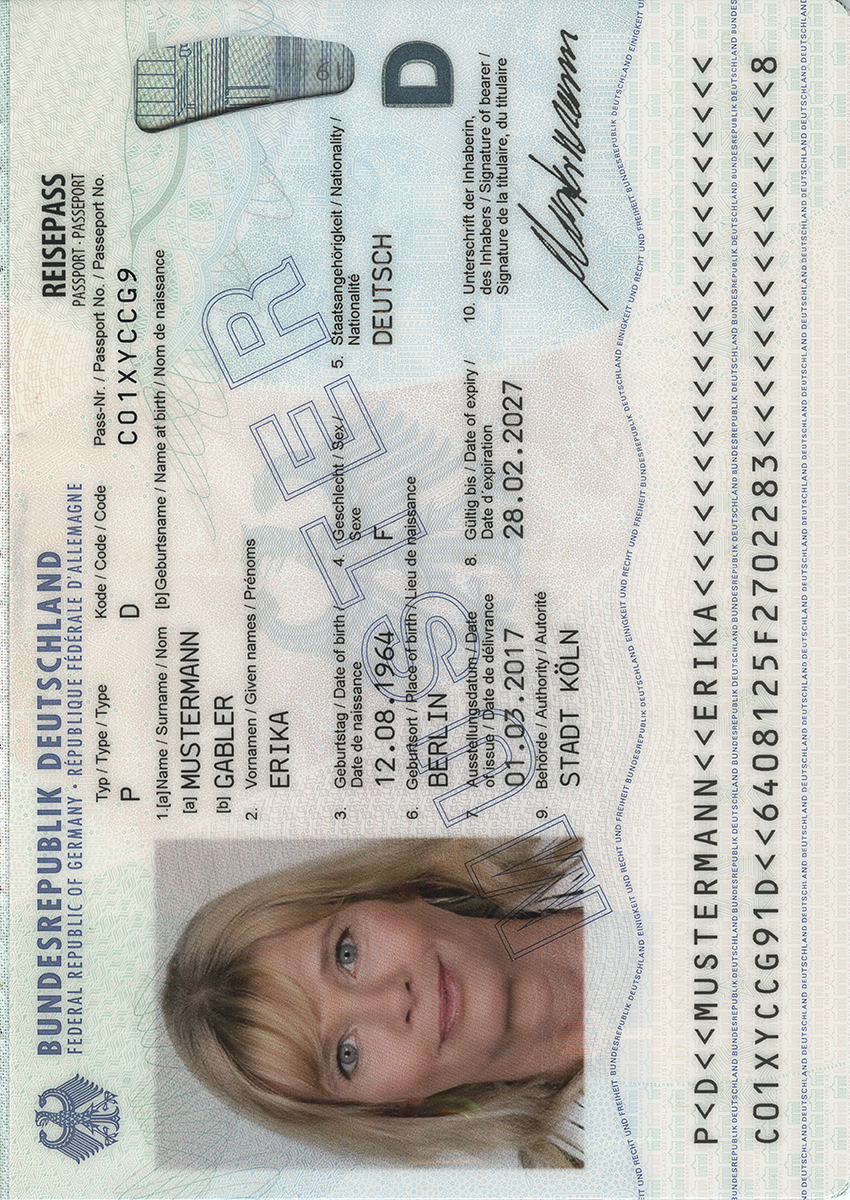 BUNDESREPUBLIK DEUTSCHLAND
FEDERAL REPUBLIC OF GERMANY · RÉPUBLIQUE FÉDÉRALE D'ALLEMAGNE
REISEPASS
PASSPORT · PASSEPORT
Typ / Type / Type Kode / Code / Code Pass-Nr. / Passport No. / Passeport No.
P D C01XYCCG9
1.[a]Name / Surname / Nom [b]Geburtsname / Name at birth / Nom de naissance
[a] MUSTERMANN
[b] GABLER
2. Vornamen / Given names / Prénoms
ERIKA
3. Geburtstag / Date of birth / 4. Geschlecht / Sex / 5. Staatsangehörigkeit / Nationality /
Date de naissance Sexe Nationalité
12.08.1964 F DEUTSCH
6. Geburtsort / Place of birth / Lieu de naissance
BERLIN
7. Ausstellungsdatum / Date 8. Gültig bis / Date of expiry / 10. Unterschrift der Inhaberin,
of issue / Date de délivrance Date d'expiration des Inhabers / Signature of bearer /
01.03.2017 28.02.2027 Signature de la titulaire, du titulaire
9. Behörde / Authority / Autorité
STADT KÖLN
D
Mustermann
MUSTER
EINIGKEIT UND RECHT UND FREIHEIT BUNDESREPUBLIK DEUTSCHLAND
P<D<<MUSTERMANN<<ERIKA<<<<<<<<<<<<<<<<<<<<<<
BUNDESREPUBLIK DEUTSCHLAND
C01XYCCG91D<<6408125F2702283<<<<<<<<<<<<<<<8
BUNDESREPUBLIK DEUTSCHLAND